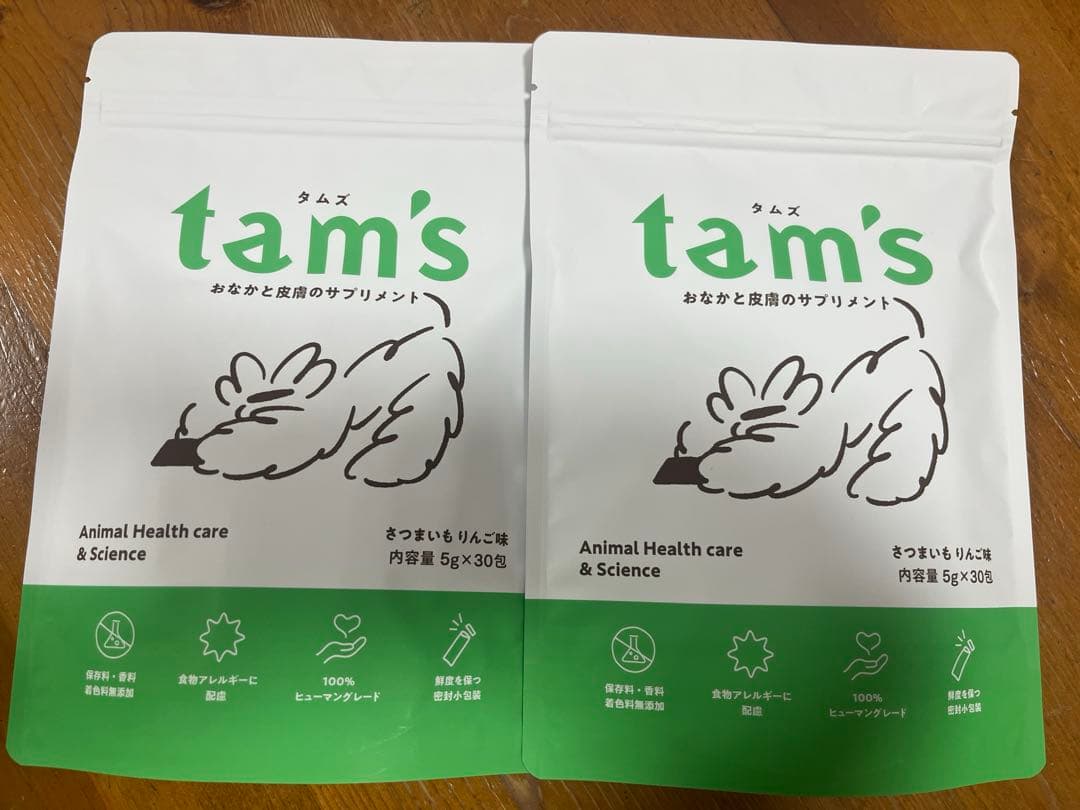 タムズ
tam's
おなかと皮膚のサプリメント
Animal Health care
& Science
さつまいも りんご味
内容量 5g×30包
保存料・香料
着色料無添加
食物アレルギーに
配慮
100%
ヒューマングレード
鮮度を保つ
密封小包装
タムズ
tam's
おなかと皮膚のサプリメント
Animal Health care
& Science
さつまいも りんご味
内容量 5g×30包
保存料・香料
着色料無添加
食物アレルギーに
配慮
100%
ヒューマングレード
鮮度を保つ
密封小包装